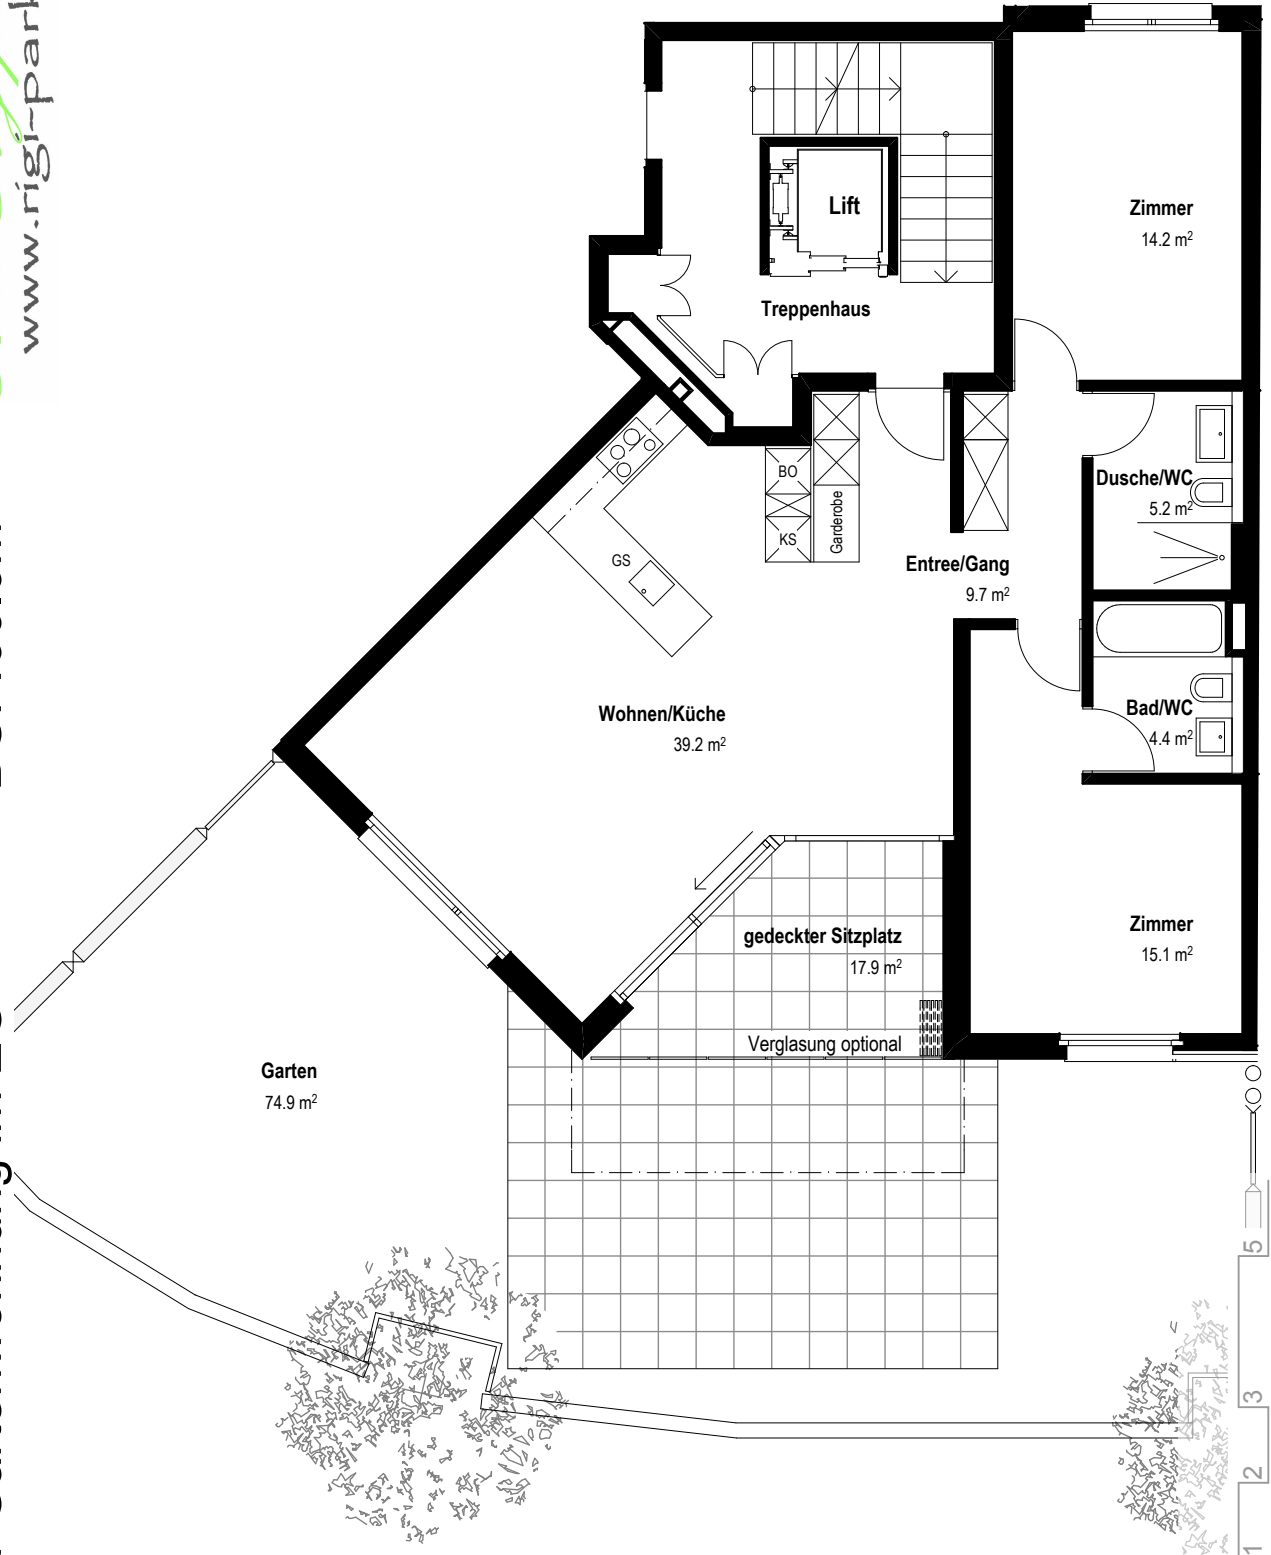 www.rigi-park
Lift
Zimmer
14.2 m²
Treppenhaus
BO
KS
Garderobe
GS
Dusche/WC
5.2 m²
Entree/Gang
9.7 m²
Wohnen/Küche
39.2 m²
Bad/WC
4.4 m²
gedeckter Sitzplatz
17.9 m²
Zimmer
15.1 m²
Verglasung optional
Garten
74.9 m²
5
3
2
1